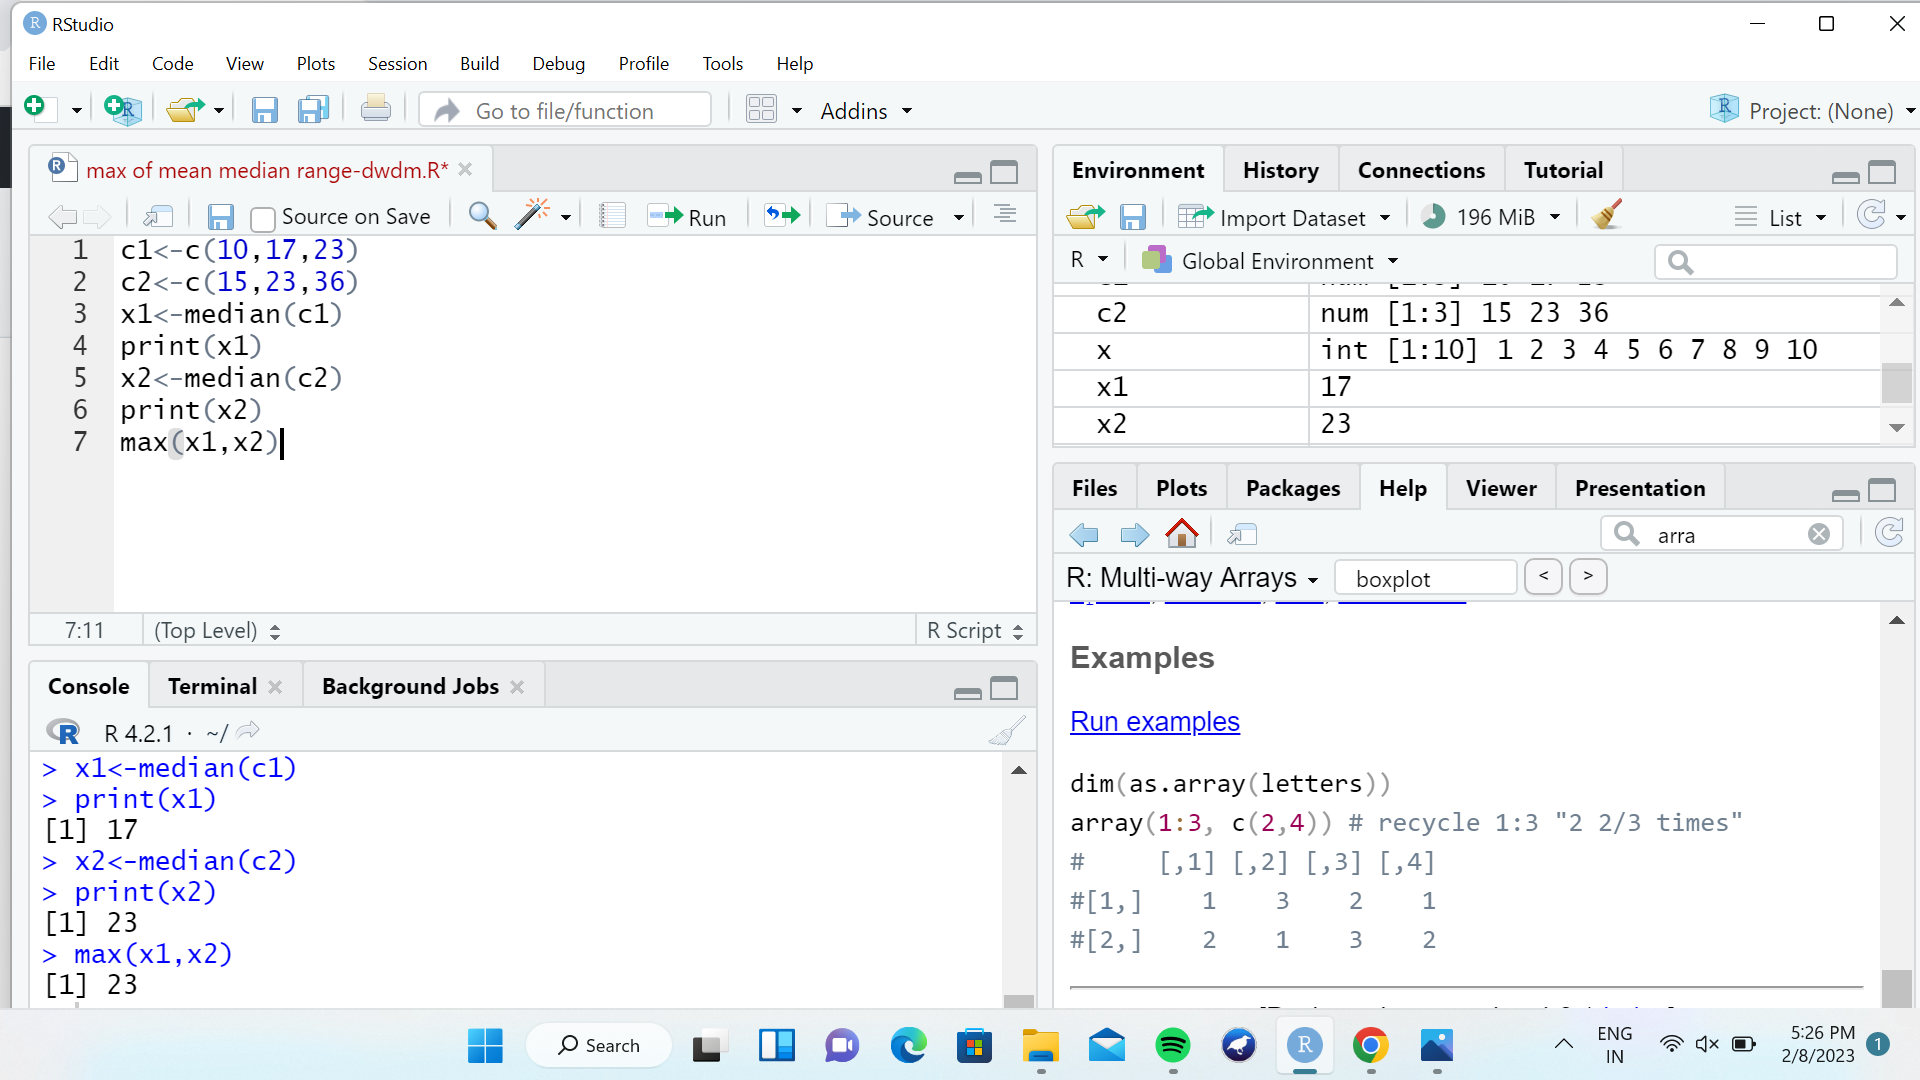 RStudio
File Edit Code View Plots Session Build Debug Profile Tools Help
Go to file/function Addins Project: (None)
max of mean median range-dwdm.R*
Source on Save Run Source
1 c1<-c(10,17,23)
2 c2<-c(15,23,36)
3 x1<-median(c1)
4 print(x1)
5 x2<-median(c2)
6 print(x2)
7 max(x1,x2)
7:11 (Top Level) R Script
Console Terminal Background Jobs
R 4.2.1 · ~/
> x1<-median(c1)
> print(x1)
[1] 17
> x2<-median(c2)
> print(x2)
[1] 23
> max(x1,x2)
[1] 23
Environment History Connections Tutorial
Import Dataset 196 MiB List
R Global Environment
c2 num [1:3] 15 23 36
x int [1:10] 1 2 3 4 5 6 7 8 9 10
x1 17
x2 23
Files Plots Packages Help Viewer Presentation
arra
R: Multi-way Arrays boxplot < >
Examples
Run examples
dim(as.array(letters))
array(1:3, c(2,4)) # recycle 1:3 "2 2/3 times"
# [,1] [,2] [,3] [,4]
#[1,] 1 3 2 1
#[2,] 2 1 3 2
Search
ENG
IN
5:26 PM
2/8/2023
1